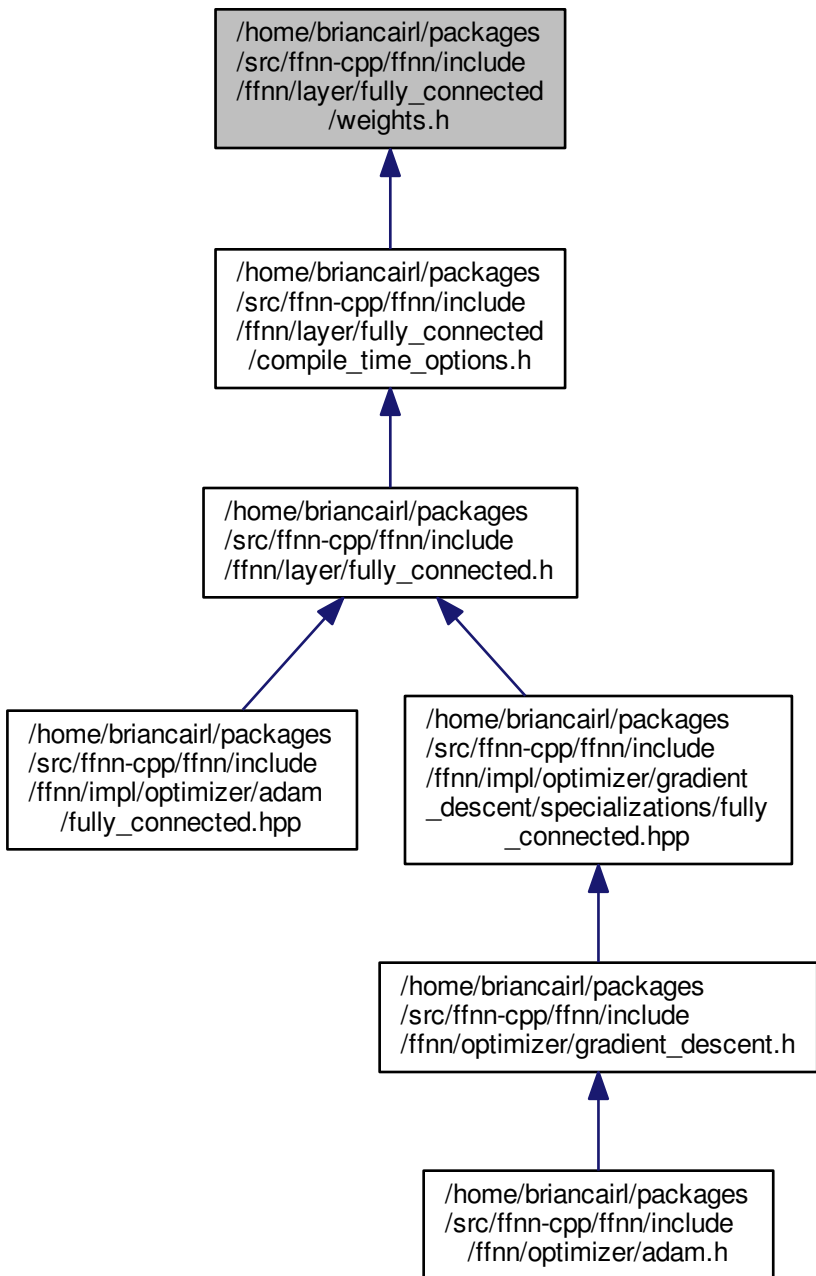 /home/briancairl/packages
/src/ffnn-cpp/ffnn/include
/ffnn/layer/fully_connected
/weights.h
/home/briancairl/packages
/src/ffnn-cpp/ffnn/include
/ffnn/layer/fully_connected
/compile_time_options.h
/home/briancairl/packages
/src/ffnn-cpp/ffnn/include
/ffnn/layer/fully_connected.h
/home/briancairl/packages
/src/ffnn-cpp/ffnn/include
/ffnn/impl/optimizer/adam
/fully_connected.hpp
/home/briancairl/packages
/src/ffnn-cpp/ffnn/include
/ffnn/impl/optimizer/gradient
_descent/specializations/fully
_connected.hpp
/home/briancairl/packages
/src/ffnn-cpp/ffnn/include
/ffnn/optimizer/gradient_descent.h
/home/briancairl/packages
/src/ffnn-cpp/ffnn/include
/ffnn/optimizer/adam.h